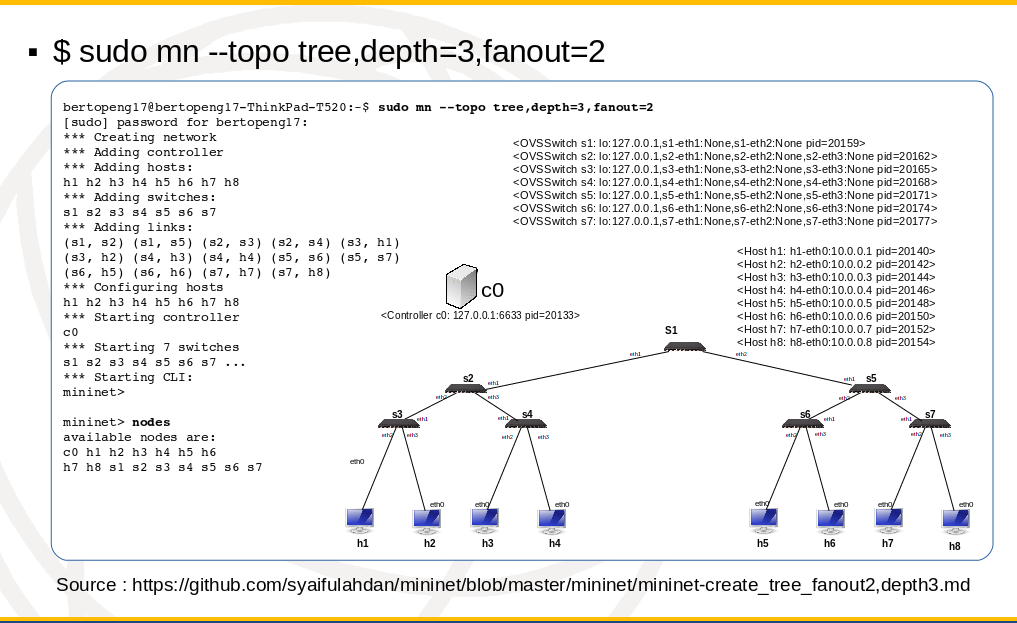 ▪ $ sudo mn --topo tree,depth=3,fanout=2
bertopeng17@bertopeng17-ThinkPad-T520:~$ sudo mn --topo tree,depth=3,fanout=2
[sudo] password for bertopeng17:
*** Creating network
*** Adding controller
*** Adding hosts:
h1 h2 h3 h4 h5 h6 h7 h8
*** Adding switches:
s1 s2 s3 s4 s5 s6 s7
*** Adding links:
(s1, s2) (s1, s5) (s2, s3) (s2, s4) (s3, h1)
(s3, h2) (s4, h3) (s4, h4) (s5, s6) (s5, s7)
(s6, h5) (s6, h6) (s7, h7) (s7, h8)
*** Configuring hosts
h1 h2 h3 h4 h5 h6 h7 h8
*** Starting controller
c0
*** Starting 7 switches
s1 s2 s3 s4 s5 s6 s7 ...
*** Starting CLI:
mininet>
mininet> nodes
available nodes are:
c0 h1 h2 h3 h4 h5 h6
h7 h8 s1 s2 s3 s4 s5 s6 s7
<OVSSwitch s1: lo:127.0.0.1,s1-eth1:None,s1-eth2:None pid=20159>
<OVSSwitch s2: lo:127.0.0.1,s2-eth1:None,s2-eth2:None,s2-eth3:None pid=20162>
<OVSSwitch s3: lo:127.0.0.1,s3-eth1:None,s3-eth2:None,s3-eth3:None pid=20165>
<OVSSwitch s4: lo:127.0.0.1,s4-eth1:None,s4-eth2:None,s4-eth3:None pid=20168>
<OVSSwitch s5: lo:127.0.0.1,s5-eth1:None,s5-eth2:None,s5-eth3:None pid=20171>
<OVSSwitch s6: lo:127.0.0.1,s6-eth1:None,s6-eth2:None,s6-eth3:None pid=20174>
<OVSSwitch s7: lo:127.0.0.1,s7-eth1:None,s7-eth2:None,s7-eth3:None pid=20177>
<Host h1: h1-eth0:10.0.0.1 pid=20140>
<Host h2: h2-eth0:10.0.0.2 pid=20142>
<Host h3: h3-eth0:10.0.0.3 pid=20144>
<Host h4: h4-eth0:10.0.0.4 pid=20146>
<Host h5: h5-eth0:10.0.0.5 pid=20148>
<Host h6: h6-eth0:10.0.0.6 pid=20150>
<Host h7: h7-eth0:10.0.0.7 pid=20152>
<Host h8: h8-eth0:10.0.0.8 pid=20154>
c0
<Controller c0: 127.0.0.1:6633 pid=20133>
S1
eth1 eth2
s2 s5
eth1 eth1
eth2 eth3 eth2 eth3
s3 s4 s6 s7
eth1 eth1 eth1 eth1
eth2 eth3 eth2 eth3 eth2 eth3 eth2 eth3
eth0
eth0 eth0 eth0 eth0 eth0 eth0 eth0
h1 h2 h3 h4 h5 h6 h7 h8
Source : https://github.com/syaifulahdan/mininet/blob/master/mininet/mininet-create_tree_fanout2,depth3.md